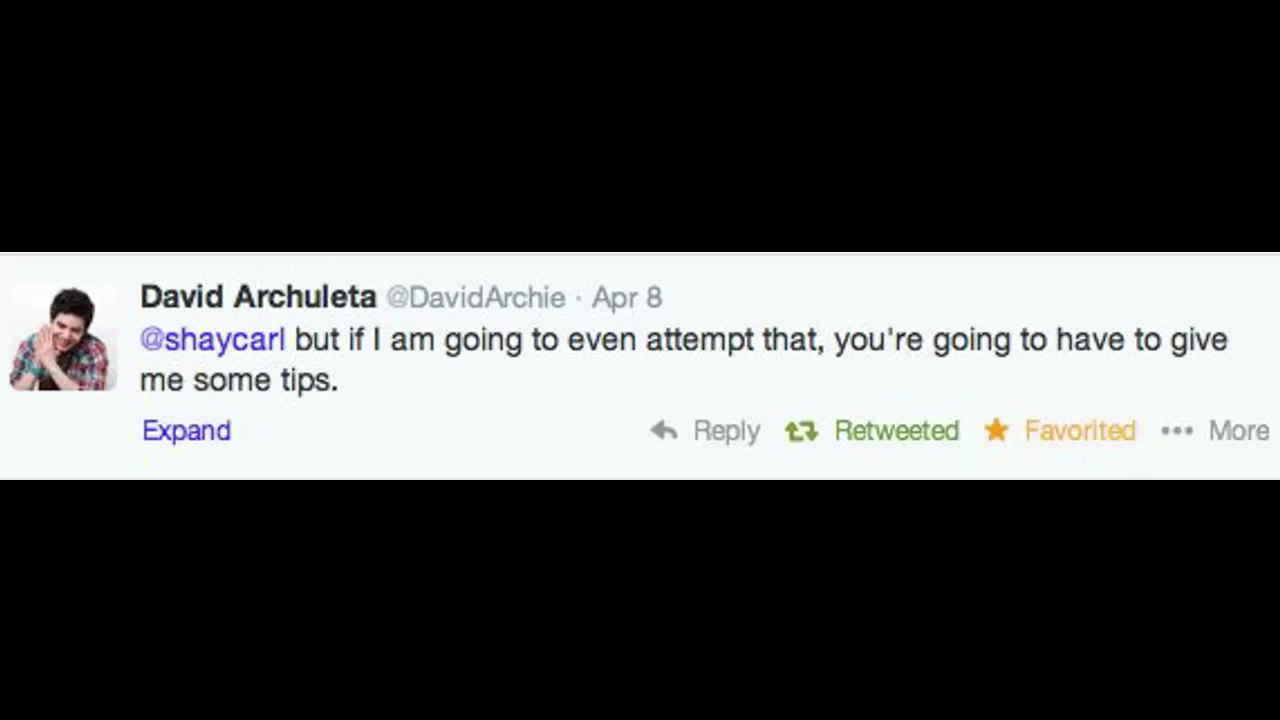 David Archuleta @DavidArchie · Apr 8
@shaycarl but if I am going to even attempt that, you're going to have to give
me some tips.
Expand Reply Retweeted Favorited ••• More